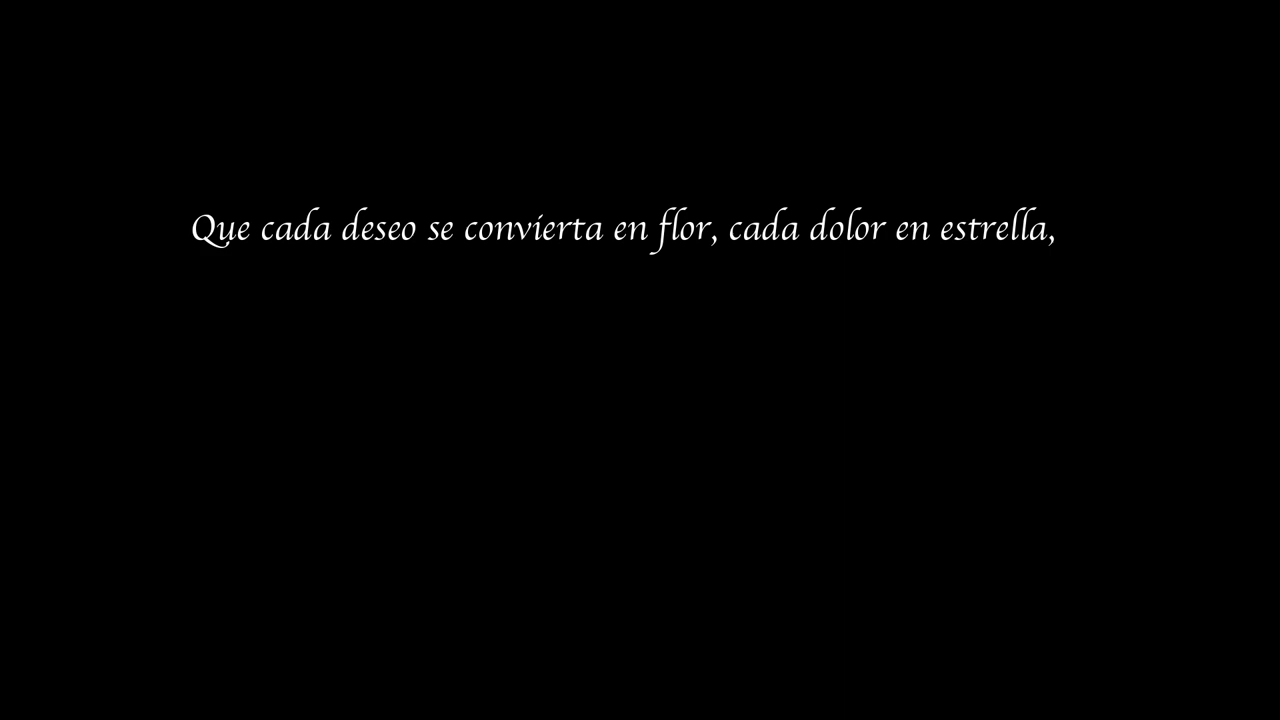 Que cada deseo se convierta en flor, cada dolor en estrella,